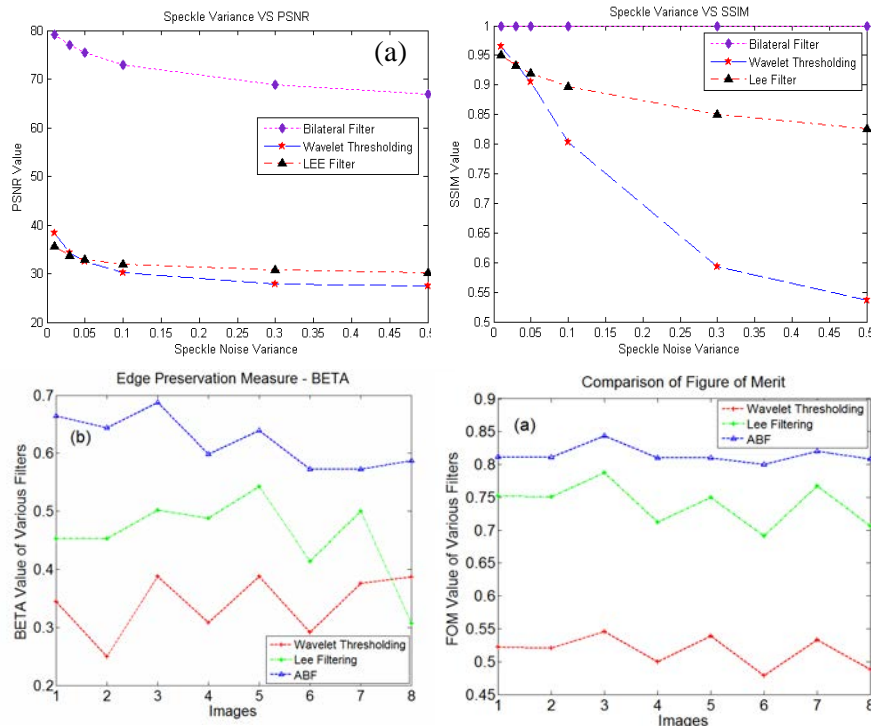 Speckle Variance VS PSNR
(a)
PSNR Value
80
70
60
50
40
30
20
Bilateral Filter
Wavelet Thresholding
LEE Filter
0 0.05 0.1 0.15 0.2 0.25 0.3 0.35 0.4 0.45 0.5
Speckle Noise Variance
Speckle Variance VS SSIM
SSIM Value
1
0.95
0.9
0.85
0.8
0.75
0.7
0.65
0.6
0.55
0.5
Bilateral Filter
Wavelet Thresholding
Lee Filter
0 0.05 0.1 0.15 0.2 0.25 0.3 0.35 0.4 0.45 0.5
Speckle Noise Variance
Edge Preservation Measure - BETA
(b)
BETA Value of Various Filters
0.7
0.6
0.5
0.4
0.3
0.2
Wavelet Thresholding
Lee Filtering
ABF
1 2 3 4 5 6 7 8
Images
Comparison of Figure of Merit
(a)
FOM Value of Various Filters
0.9
0.85
0.8
0.75
0.7
0.65
0.6
0.55
0.5
0.45
Wavelet Thresholding
Lee Filtering
ABF
1 2 3 4 5 6 7 8
Images